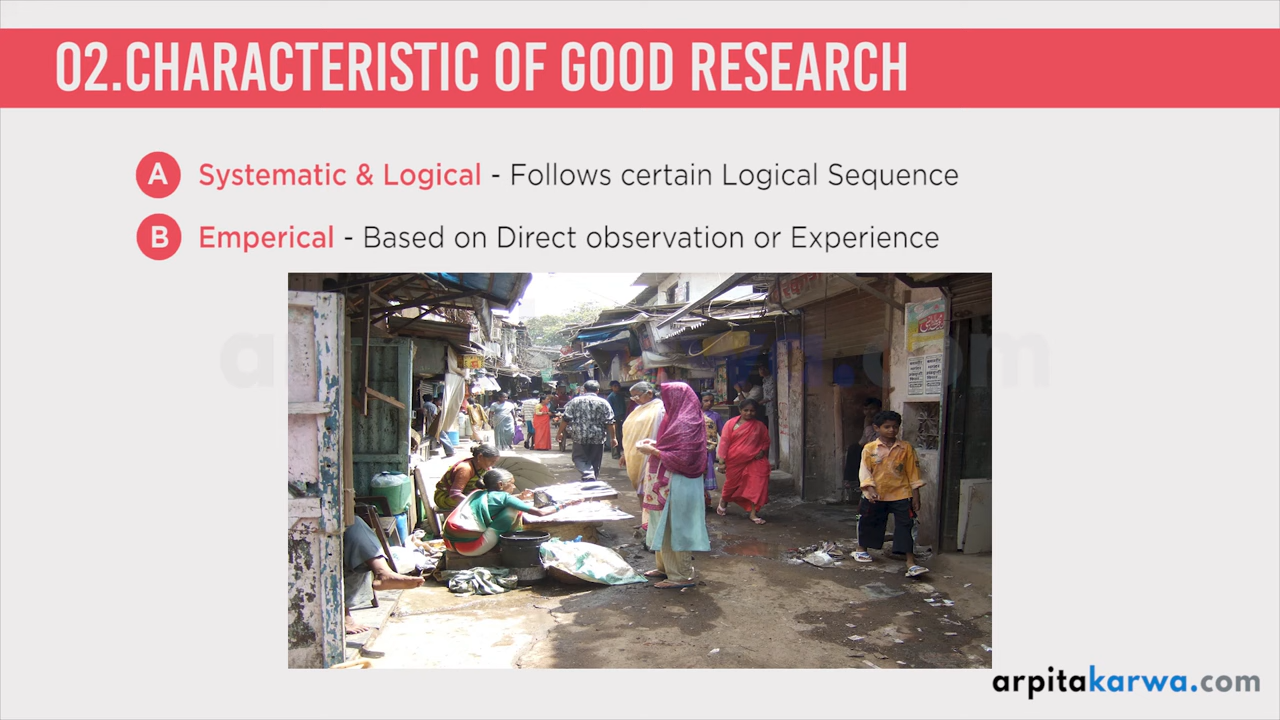 02.CHARACTERISTIC OF GOOD RESEARCH
A Systematic & Logical - Follows certain Logical Sequence
B Emperical - Based on Direct observation or Experience
arpitakarwa.com